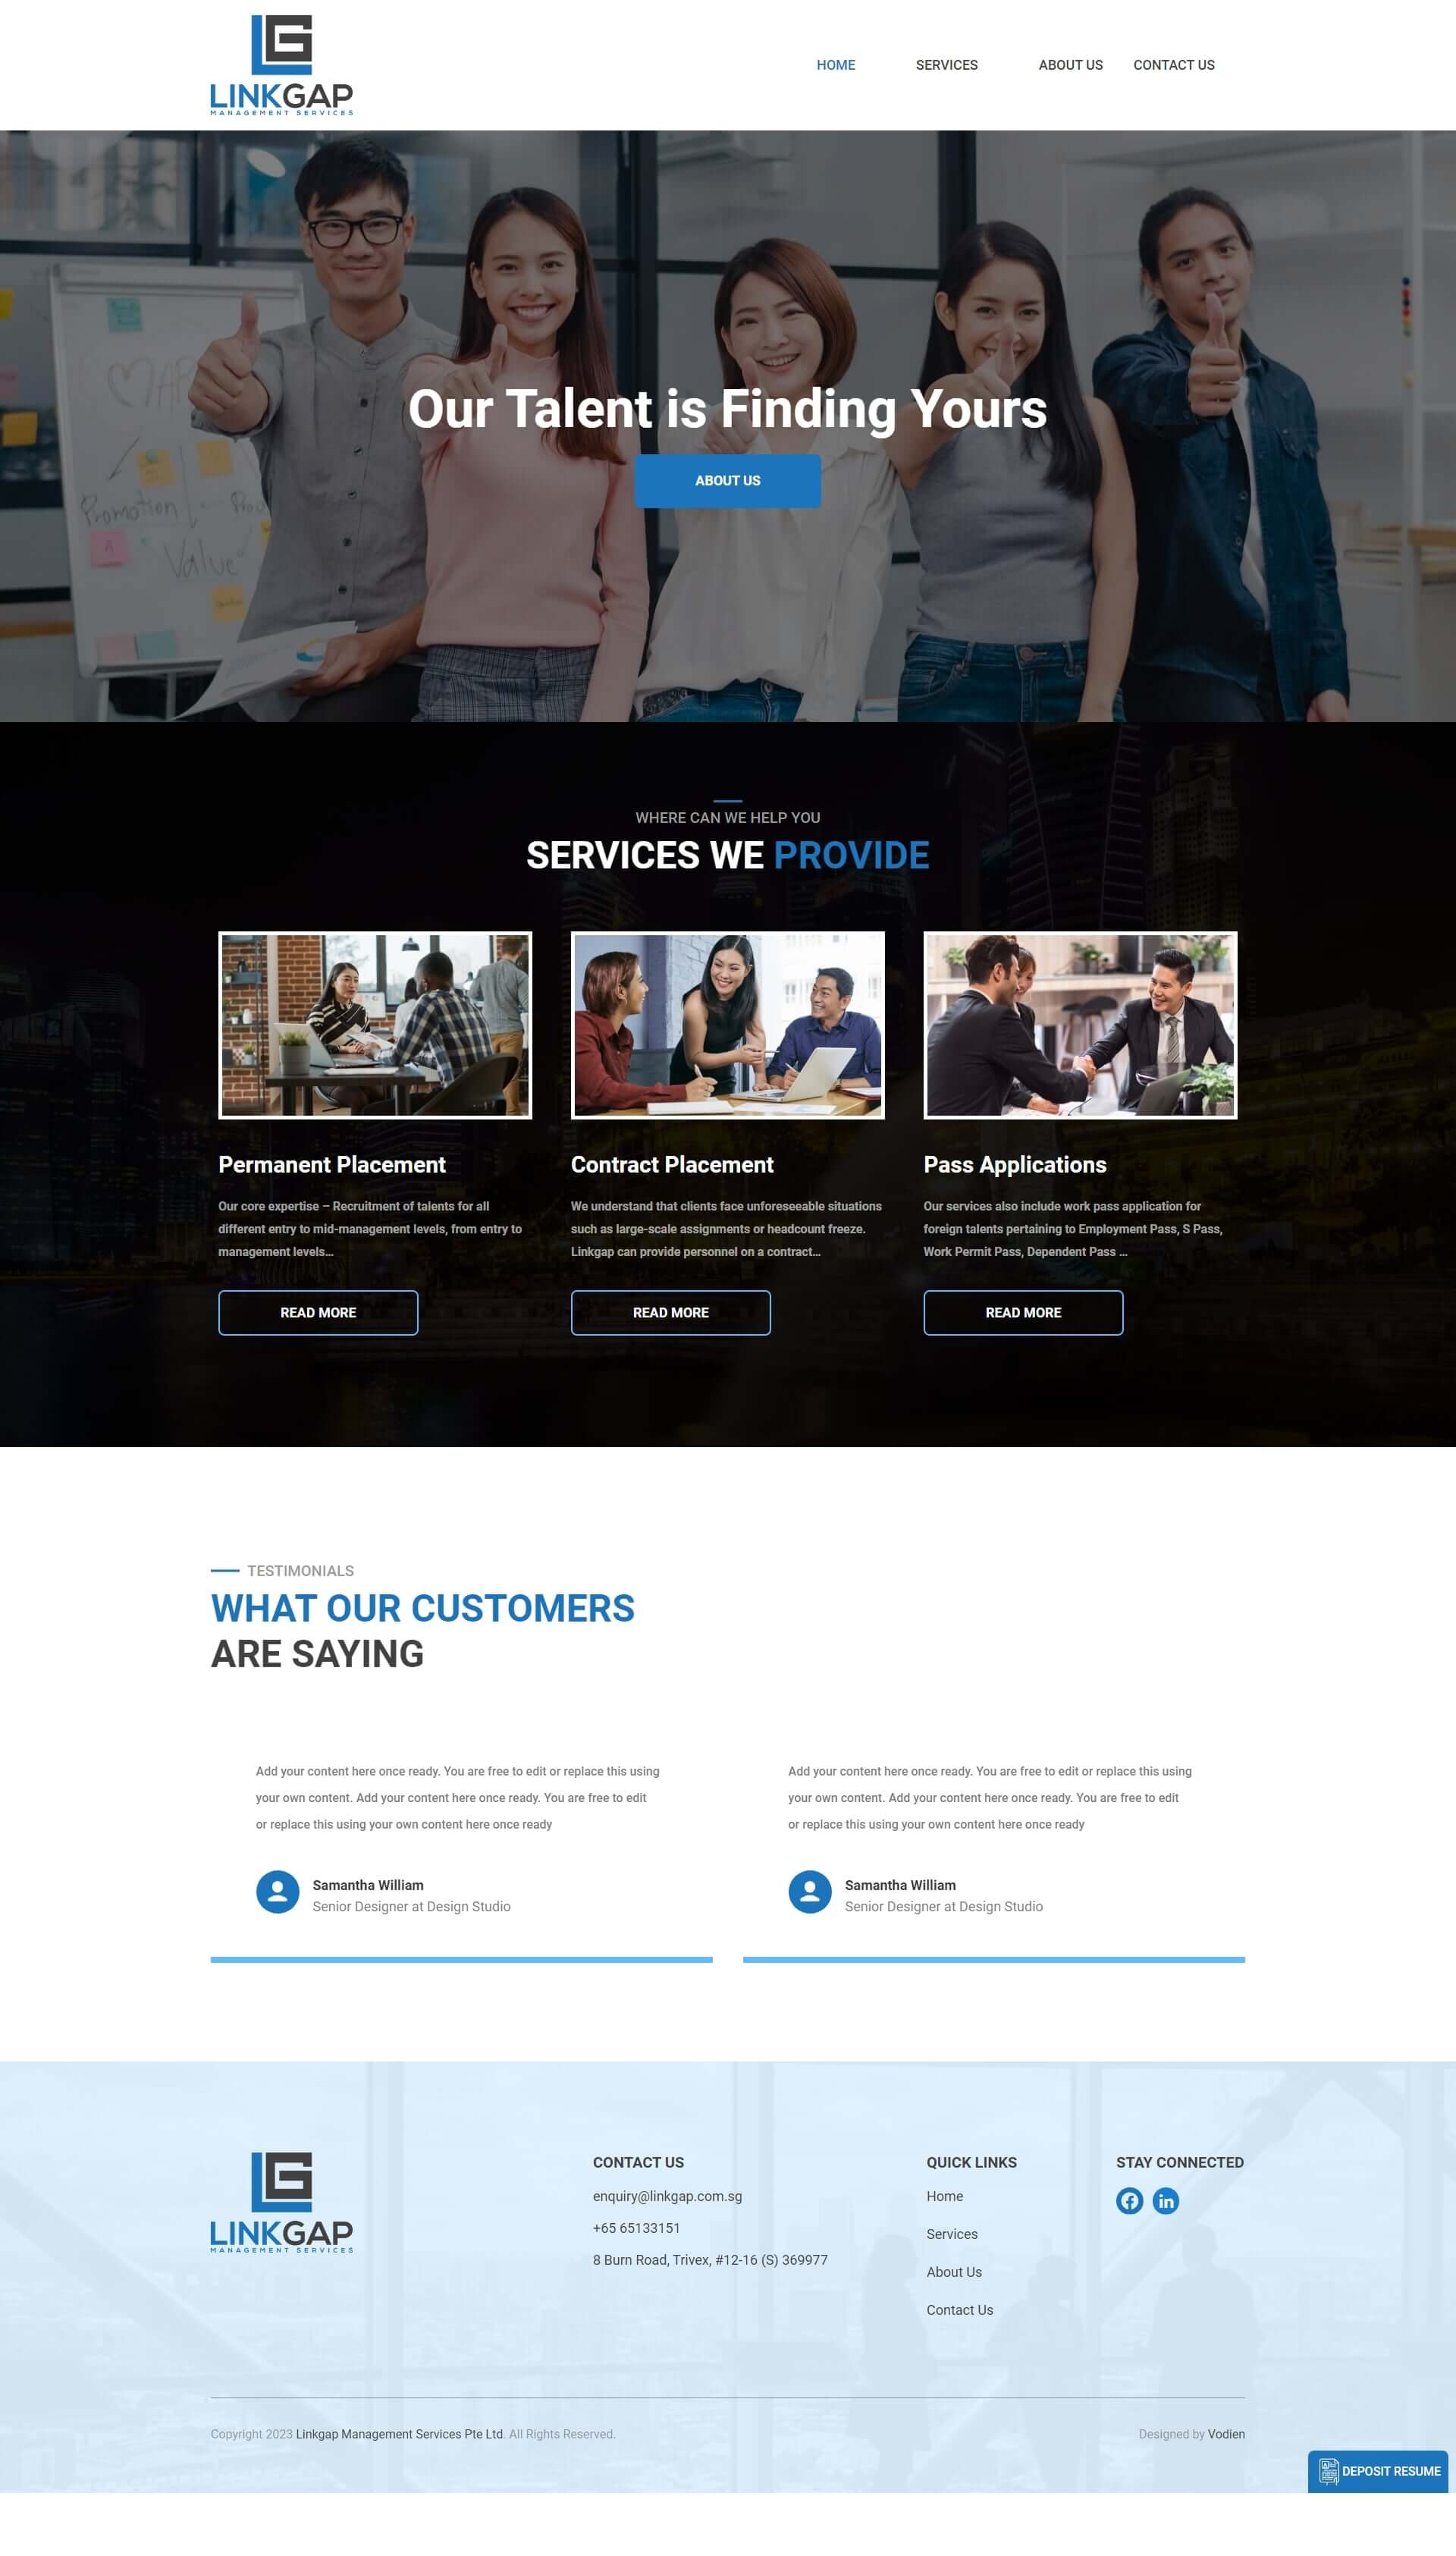 LINKGAP
MANAGEMENT SERVICES
HOME SERVICES ABOUT US CONTACT US
Promotion
Value
Our Talent is Finding Yours
ABOUT US
WHERE CAN WE HELP YOU
SERVICES WE PROVIDE
Permanent Placement
Our core expertise – Recruitment of talents for all
different entry to mid-management levels, from entry to
management levels...
READ MORE
Contract Placement
We understand that clients face unforeseeable situations
such as large-scale assignments or headcount freeze.
Linkgap can provide personnel on a contract...
READ MORE
Pass Applications
Our services also include work pass application for
foreign talents pertaining to Employment Pass, S Pass,
Work Permit Pass, Dependent Pass ...
READ MORE
TESTIMONIALS
WHAT OUR CUSTOMERS
ARE SAYING
Add your content here once ready. You are free to edit or replace this using
your own content. Add your content here once ready. You are free to edit
or replace this using your own content here once ready
Samantha William
Senior Designer at Design Studio
Add your content here once ready. You are free to edit or replace this using
your own content. Add your content here once ready. You are free to edit
or replace this using your own content here once ready
Samantha William
Senior Designer at Design Studio
LINKGAP
MANAGEMENT SERVICES
CONTACT US
enquiry@linkgap.com.sg
+65 65133151
8 Burn Road, Trivex, #12-16 (S) 369977
QUICK LINKS
Home
Services
About Us
Contact Us
STAY CONNECTED
Copyright 2023 Linkgap Management Services Pte Ltd. All Rights Reserved.
Designed by Vodien
DEPOSIT RESUME